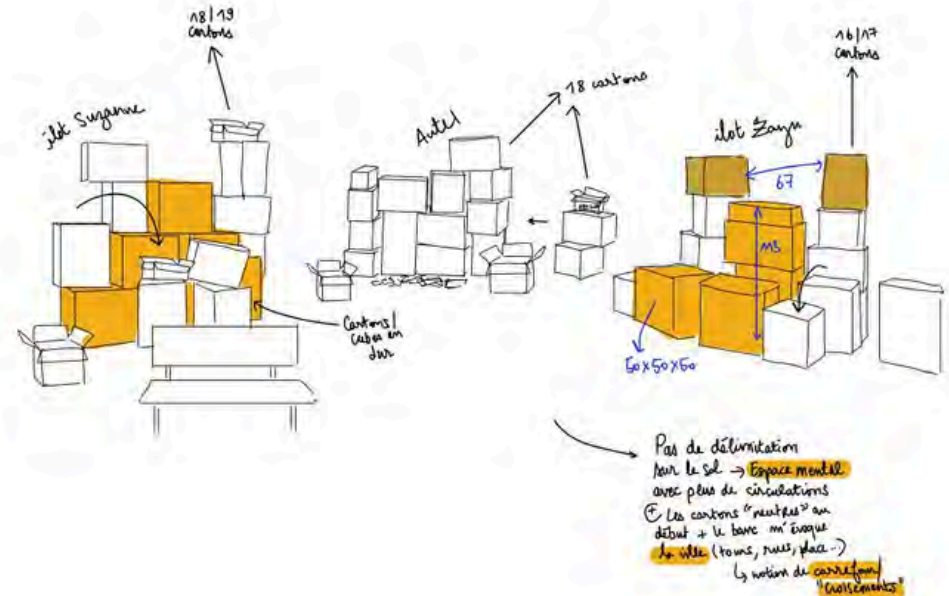 18/19
cartons
îlot Suzanne
Autel
18 cartons
16/17
cartons
îlot Zayn
67
115
50x50x50
Cartons/
cubes en
dur
Pas de délimitation
sur le sol → Espace mental
avec plus de circulations
+ Les cartons "neutres" au
début + le banc m'évoque
la ville (tours, rues, place..)
↳ notion de carrefour/
"croisements"